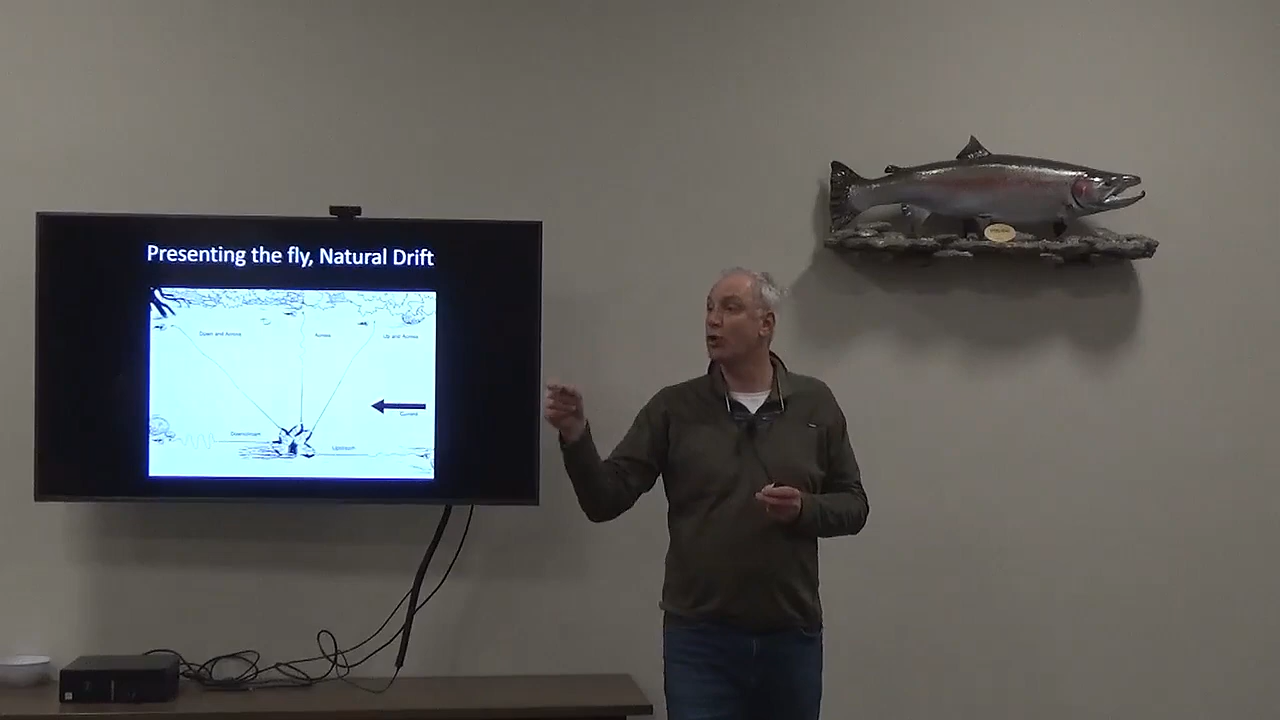 Presenting the fly, Natural Drift
Down and Across
Across
Up and Across
Current
Downstream
Upstream